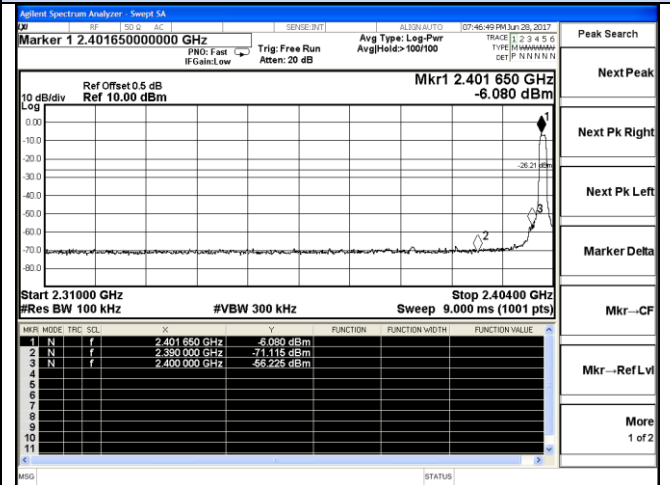 Agilent Spectrum Analyzer - Swept SA
RF 50 Ω AC SENSE:INT ALIGN AUTO 07:46:49 PM Jun 28, 2017
Marker 1 2.401650000000 GHz
PNO: Fast
IFGain:Low
Trig: Free Run
Atten: 20 dB
Avg Type: Log-Pwr
Avg|Hold:> 100/100
TRACE 1 2 3 4 5 6
TYPE M WWWWW
DET P N N N N N
Peak Search
Ref Offset 0.5 dB
Ref 10.00 dBm
10 dB/div
Log
Mkr1 2.401 650 GHz
-6.080 dBm
0.00
-10.0
-20.0
-30.0
-40.0
-50.0
-60.0
-70.0
-80.0
1
-26.21 dBm
3
2
Start 2.31000 GHz
Stop 2.40400 GHz
#Res BW 100 kHz #VBW 300 kHz Sweep 9.000 ms (1001 pts)
MKR MODE TRC SCL X Y FUNCTION FUNCTION WIDTH FUNCTION VALUE
1 N f 2.401 650 GHz -6.080 dBm
2 N f 2.390 000 GHz -71.115 dBm
3 N f 2.400 000 GHz -56.225 dBm
4
5
6
7
8
9
10
11
MSG STATUS
Next Peak
Next Pk Right
Next Pk Left
Marker Delta
Mkr→CF
Mkr→Ref Lvl
More
1 of 2